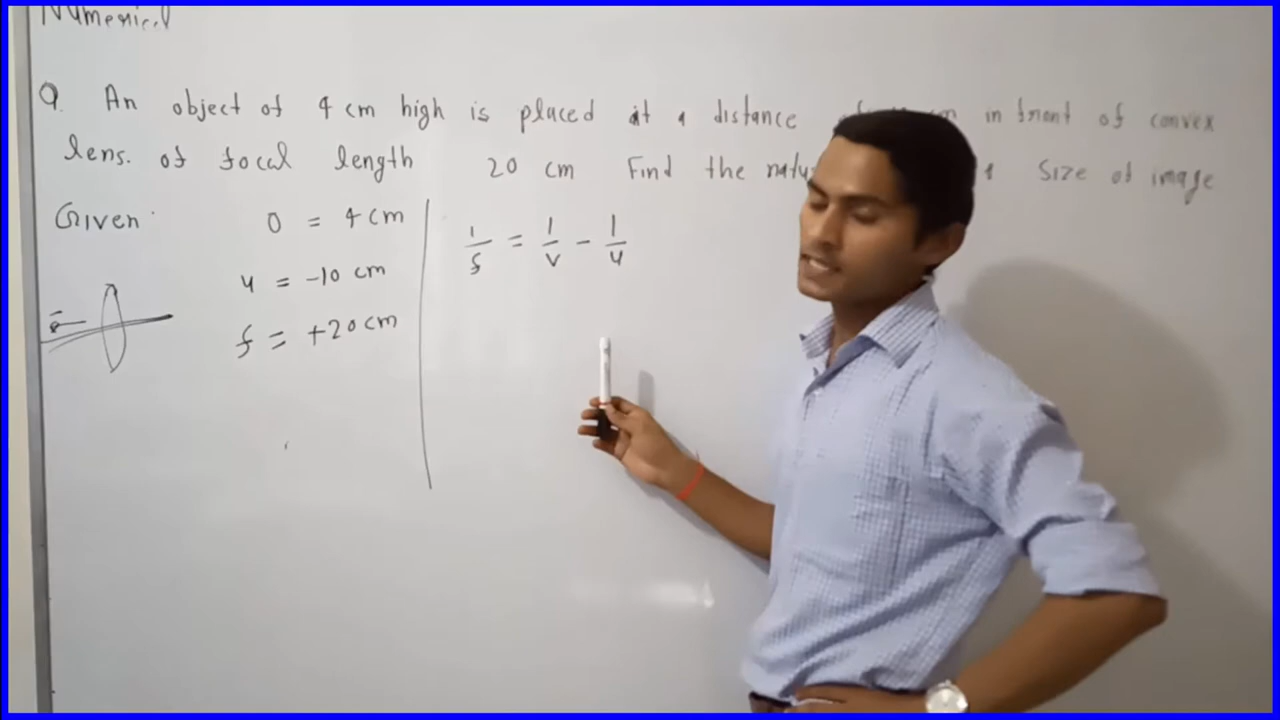 Numerical
Q. An object of 4 cm high is placed at a distance cm in front of convex
lens. of focal length 20 cm Find the size of image
Given: O = 4 cm
u = -10 cm
f = +20 cm
1/f = 1/v - 1/u